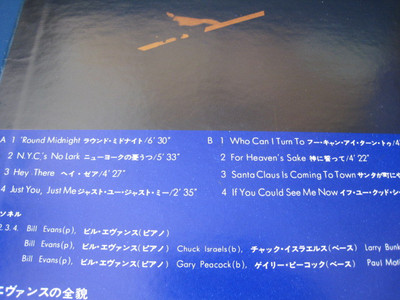 A 1 'Round Midnight ラウンド・ミドナイト/6' 30"
2 N.Y.C.'s No Lark ニューヨークの憂うつ/5' 33"
3 Hey There ヘイ・ゼア/4' 27"
4 Just You, Just Me ジャスト・ユー・ジャスト・ミー/2' 35"
B 1 Who Can I Turn To フー・キャン・アイ・ターン・トゥ/4'
2 For Heaven's Sake 神に誓って/4' 22"
3 Santa Claus Is Coming To Town サンタが町に
4 If You Could See Me Now イフ・ユー・クッド・シー
ソネル
2.3.4. Bill Evans(p), ビル・エヴァンス(ピアノ)
Bill Evans(p), ビル・エヴァンス(ピアノ) Chuck Israels(b), チャック・イスラエルス(ベース) Larry Bunk
Bill Evans(p), ビル・エヴァンス(ピアノ) Gary Peacock(b), ゲイリー・ピーコック(ベース) Paul Moti
エヴァンスの全貌